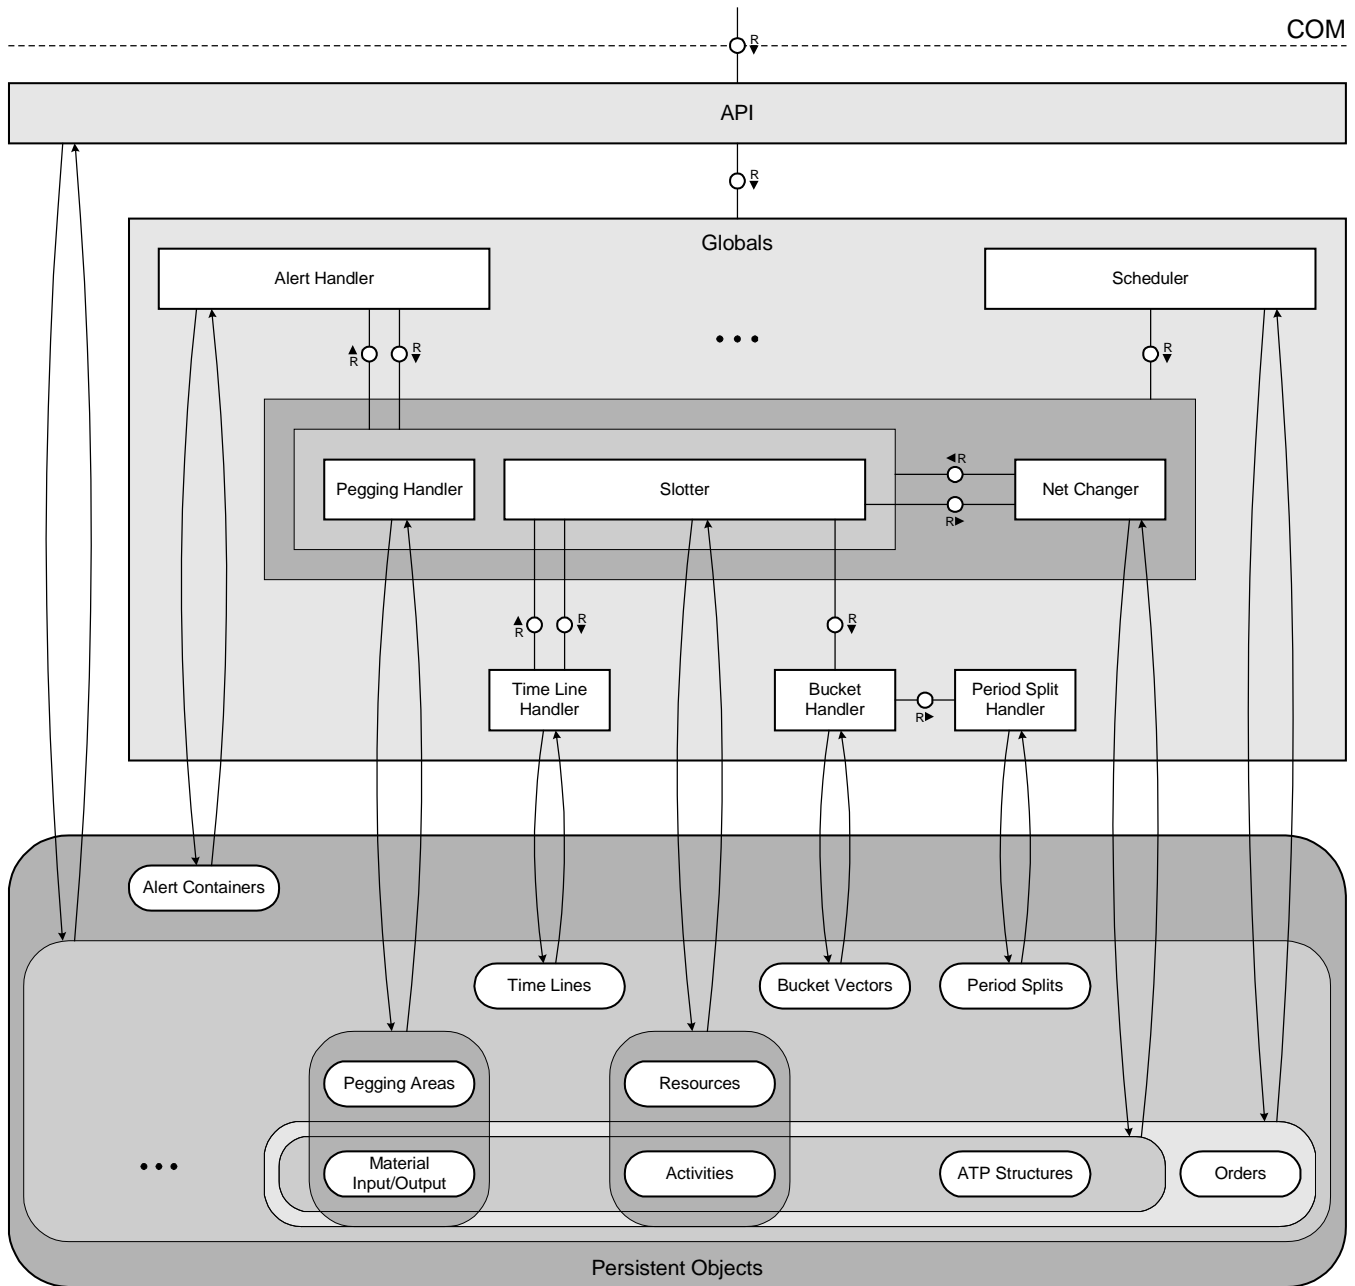 COM
R
API
R
Globals
Alert Handler
Scheduler
R
R
R
Pegging Handler
Slotter
Net Changer
R
R
R
R
R
Time Line
Handler
Bucket
Handler
Period Split
Handler
R
Alert Containers
Time Lines
Bucket Vectors
Period Splits
Pegging Areas
Resources
Material
Input/Output
Activities
ATP Structures
Orders
Persistent Objects